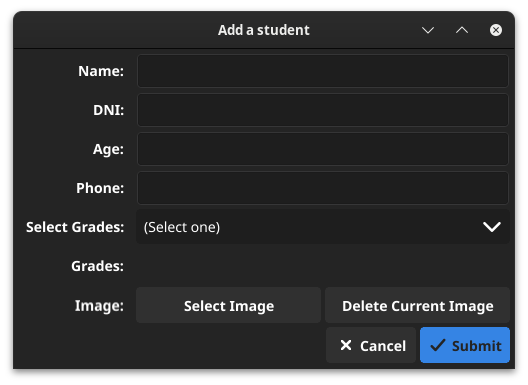 Add a student
Name:
DNI:
Age:
Phone:
Select Grades: (Select one)
Grades:
Image: Select Image Delete Current Image
Cancel Submit